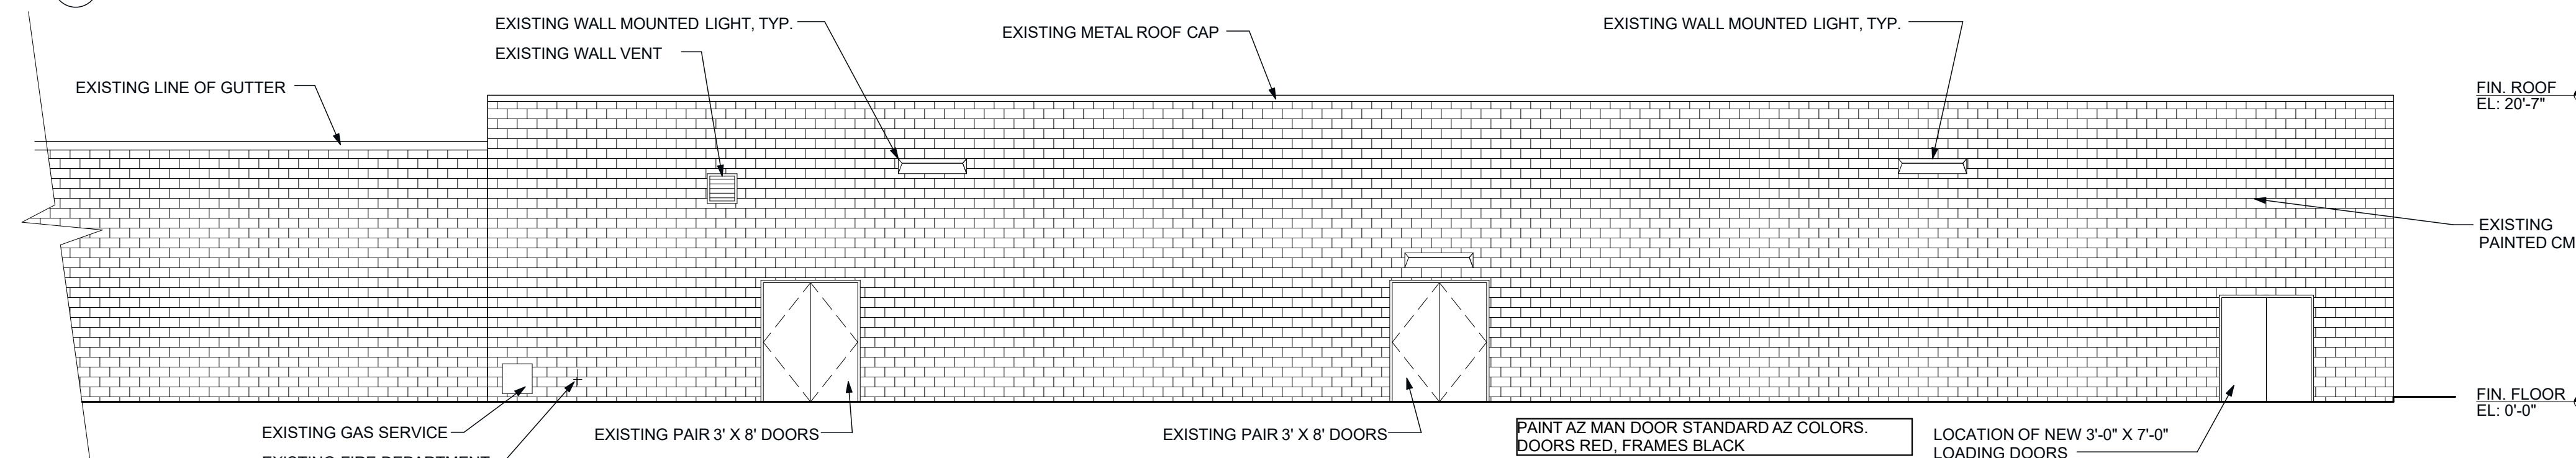 EXISTING WALL MOUNTED LIGHT, TYP.
EXISTING WALL VENT
EXISTING METAL ROOF CAP
EXISTING WALL MOUNTED LIGHT, TYP.
EXISTING LINE OF GUTTER
FIN. ROOF
EL: 20'-7"
EXISTING
PAINTED CM
FIN. FLOOR
EL: 0'-0"
EXISTING GAS SERVICE
EXISTING FIRE DEPARTMENT
EXISTING PAIR 3' X 8' DOORS
EXISTING PAIR 3' X 8' DOORS
PAINT AZ MAN DOOR STANDARD AZ COLORS.
DOORS RED, FRAMES BLACK
LOCATION OF NEW 3'-0" X 7'-0"
LOADING DOORS